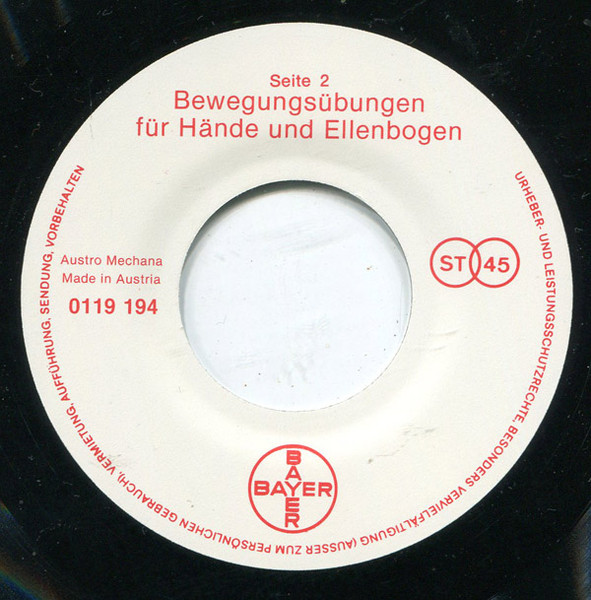 Seite 2
Bewegungsübungen
für Hände und Ellenbogen
Austro Mechana
Made in Austria
0119 194
ST 45
URHEBER- UND LEISTUNGSSCHUTZRECHTE, BESONDERS VERVIELFÄLTIGUNG (AUSSER ZUM PERSÖNLICHEN GEBRAUCH), VERMIETUNG, AUFFÜHRUNG, SENDUNG, VORBEHALTEN
BAYER
BAYER